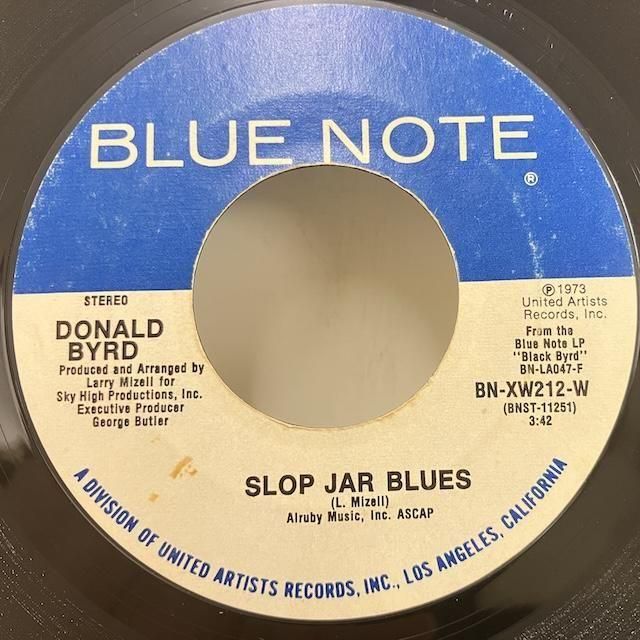 BLUE NOTE
®
STEREO
DONALD
BYRD
Produced and Arranged by
Larry Mizell for
Sky High Productions, Inc.
Executive Producer
George Butler
℗1973
United Artists
Records, Inc.
From the
Blue Note LP
"Black Byrd"
BN-LA047-F
BN-XW212-W
(BNST-11251)
3:42
SLOP JAR BLUES
(L. Mizell)
Alruby Music, Inc. ASCAP
A DIVISION OF UNITED ARTISTS RECORDS, INC., LOS ANGELES, CALIFORNIA